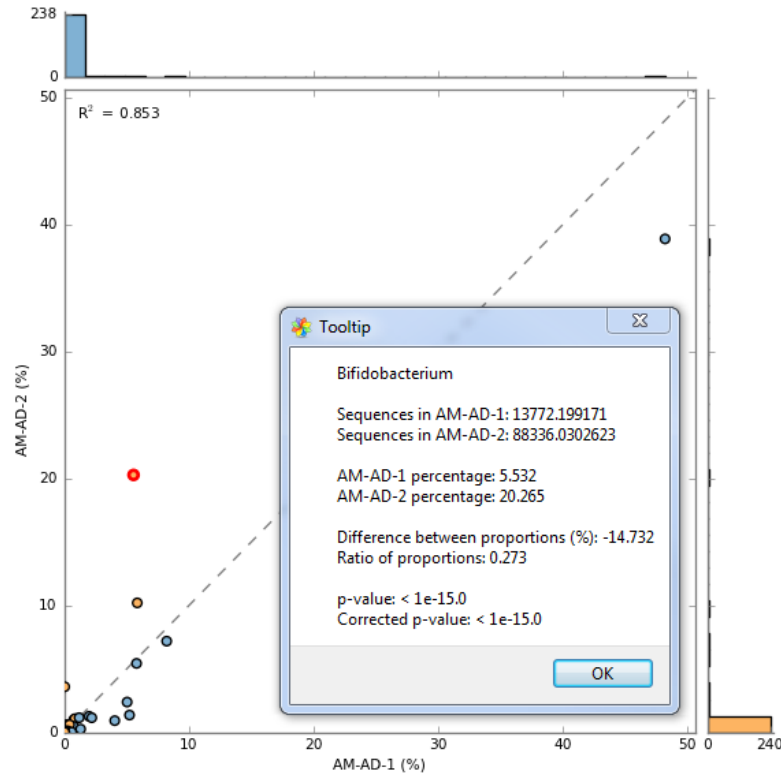 238
0
50
R² = 0.853
40
30
20
10
0
AM-AD-2 (%)
Tooltip
Bifidobacterium
Sequences in AM-AD-1: 13772.199171
Sequences in AM-AD-2: 88336.0302623
AM-AD-1 percentage: 5.532
AM-AD-2 percentage: 20.265
Difference between proportions (%): -14.732
Ratio of proportions: 0.273
p-value: < 1e-15.0
Corrected p-value: < 1e-15.0
OK
0 10 20 30 40 50
0 240
AM-AD-1 (%)